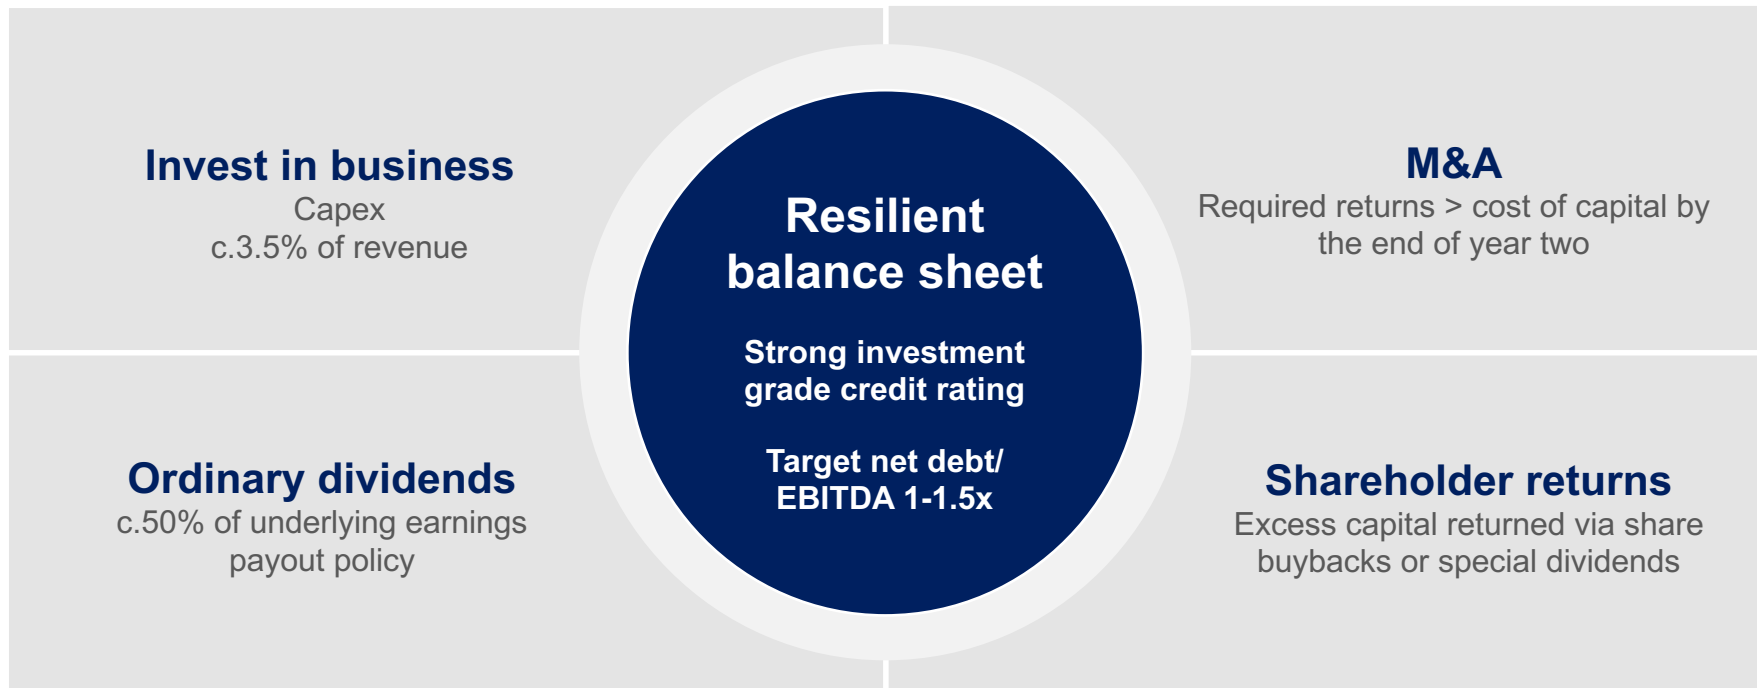 Invest in business
Capex
c.3.5% of revenue
M&A
Required returns > cost of capital by
the end of year two
Resilient
balance sheet
Strong investment
grade credit rating
Target net debt/
EBITDA 1-1.5x
Ordinary dividends
c.50% of underlying earnings
payout policy
Shareholder returns
Excess capital returned via share
buybacks or special dividends